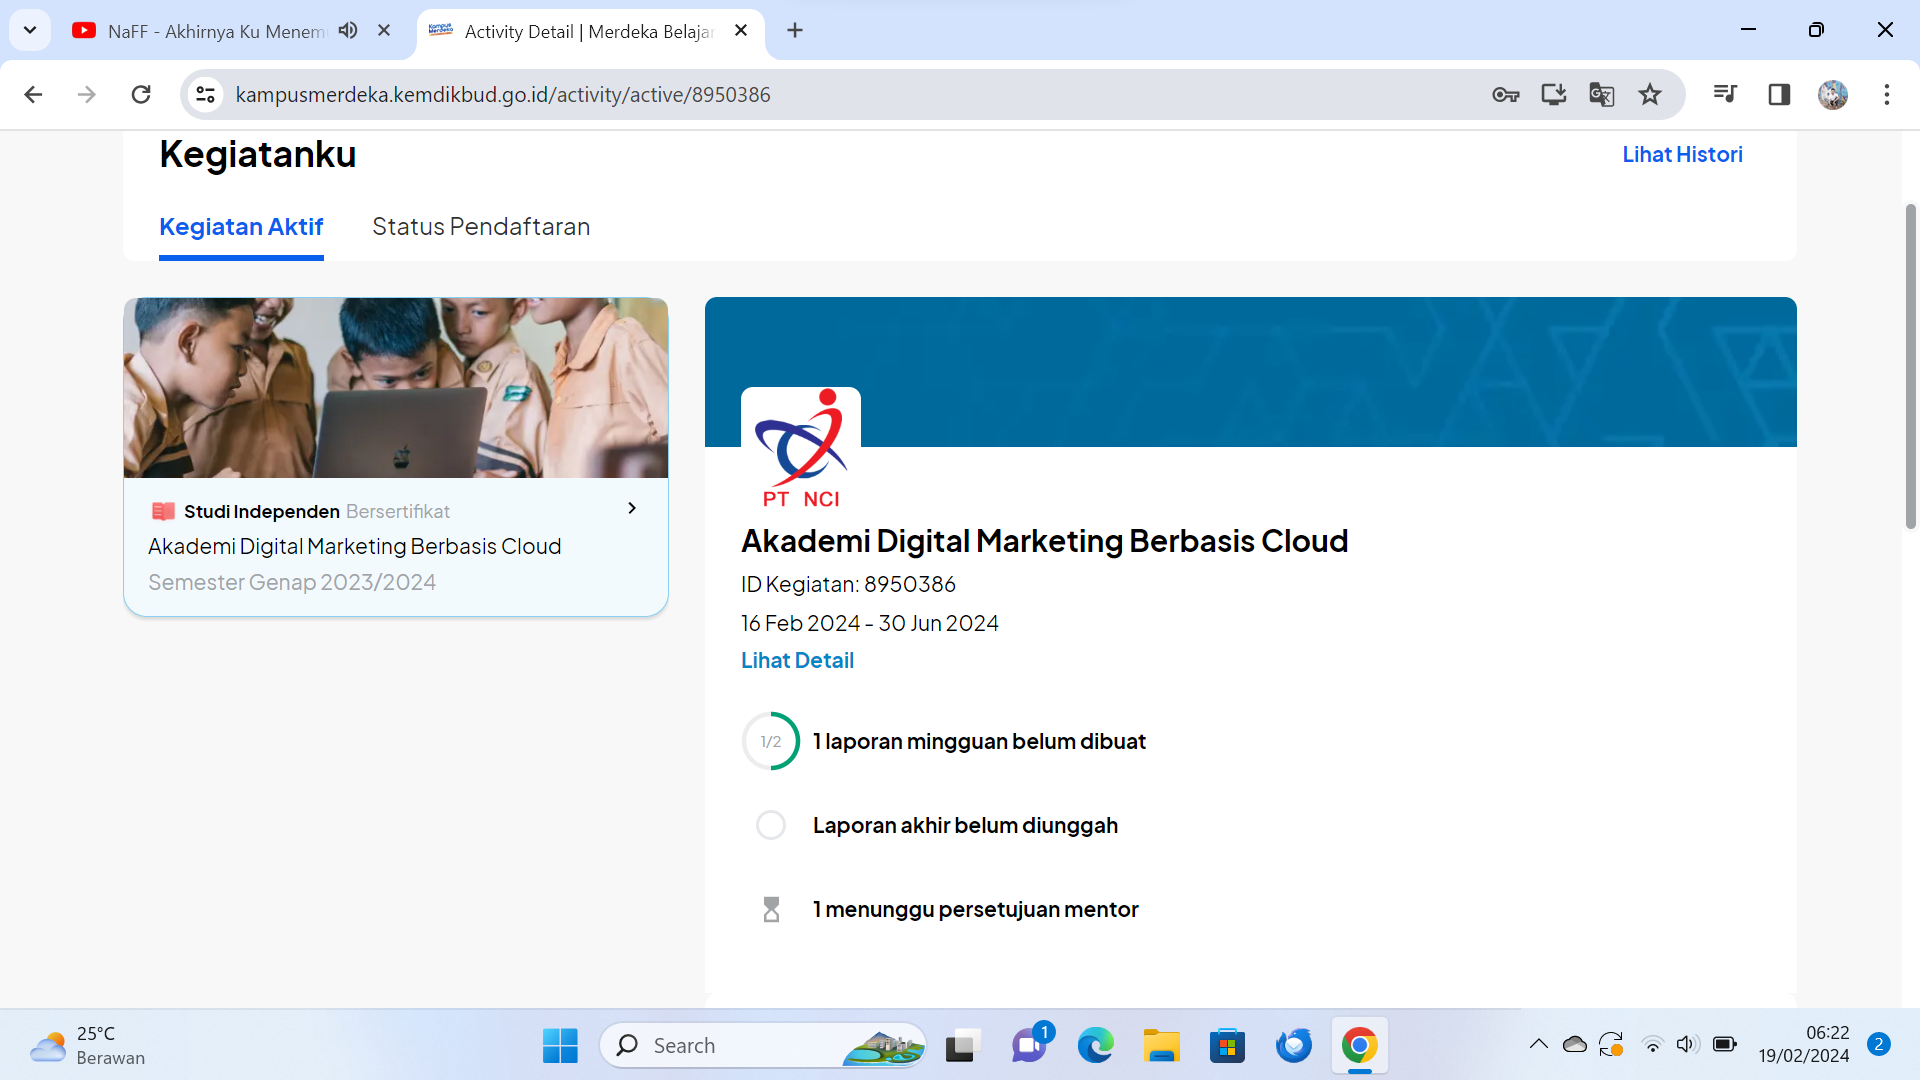 NaFF - Akhirnya Ku Menem
Activity Detail | Merdeka Belajar
kampusmerdeka.kemdikbud.go.id/activity/active/8950386
Kegiatanku
Lihat Histori
Kegiatan Aktif
Status Pendaftaran
Studi Independen Bersertifikat
Akademi Digital Marketing Berbasis Cloud
Semester Genap 2023/2024
PT NCI
Akademi Digital Marketing Berbasis Cloud
ID Kegiatan: 8950386
16 Feb 2024 - 30 Jun 2024
Lihat Detail
1/2
1 laporan mingguan belum dibuat
Laporan akhir belum diunggah
1 menunggu persetujuan mentor
25°C
Berawan
Search
1
06:22
19/02/2024
2